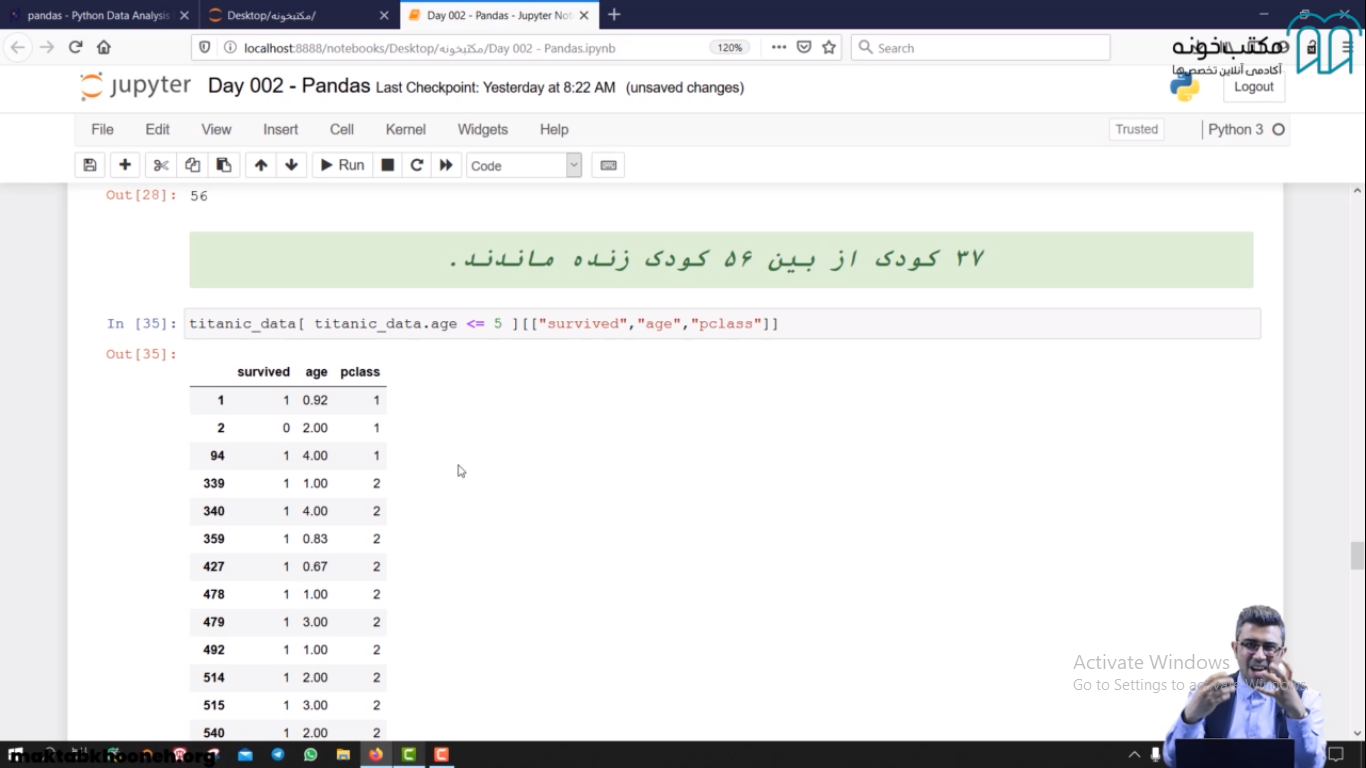 pandas - Python Data Analysis
Desktop/مکتبخونه/
Day 002 - Pandas - Jupyter Not
localhost:8888/notebooks/Desktop/مکتبخونه/Day 002 - Pandas.ipynb
120%
Search
مکتب‌خونه
آکادمی آنلاین تخصص‌ها
jupyter
Day 002 - Pandas Last Checkpoint: Yesterday at 8:22 AM (unsaved changes)
Logout
File Edit View Insert Cell Kernel Widgets Help
Trusted
Python 3
Run
Code
Out[28]: 56
۳۷ کودک از بین ۵۶ کودک زنده ماندند.
In [35]: titanic_data[ titanic_data.age <= 5 ][["survived","age","pclass"]]
Out[35]:
survived age pclass
1 1 0.92 1
2 0 2.00 1
94 1 4.00 1
339 1 1.00 2
340 1 4.00 2
359 1 0.83 2
427 1 0.67 2
478 1 1.00 2
479 1 3.00 2
492 1 1.00 2
514 1 2.00 2
515 1 3.00 2
540 1 2.00 2
Activate Windows
Go to Settings to activate Windows.
maktabkhooneh.org